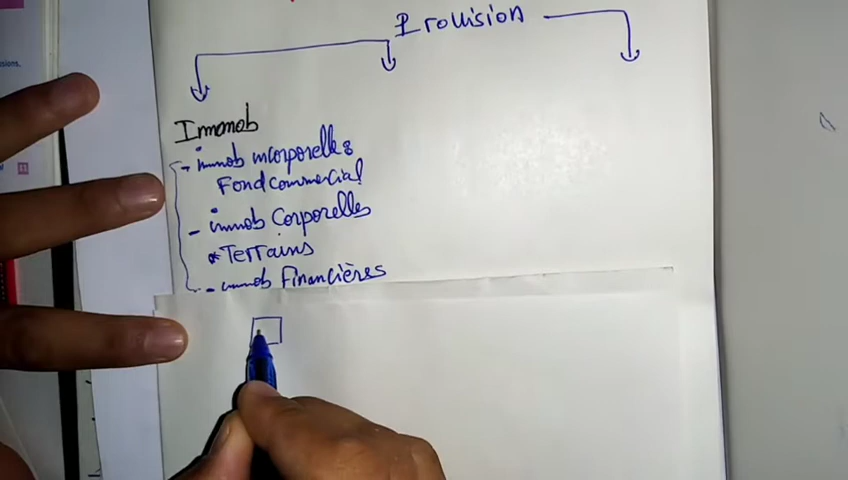 Provision
Immob
- immob incorporelles
Fond commercial
- immob Corporelles
* Terrains
- immob Financières